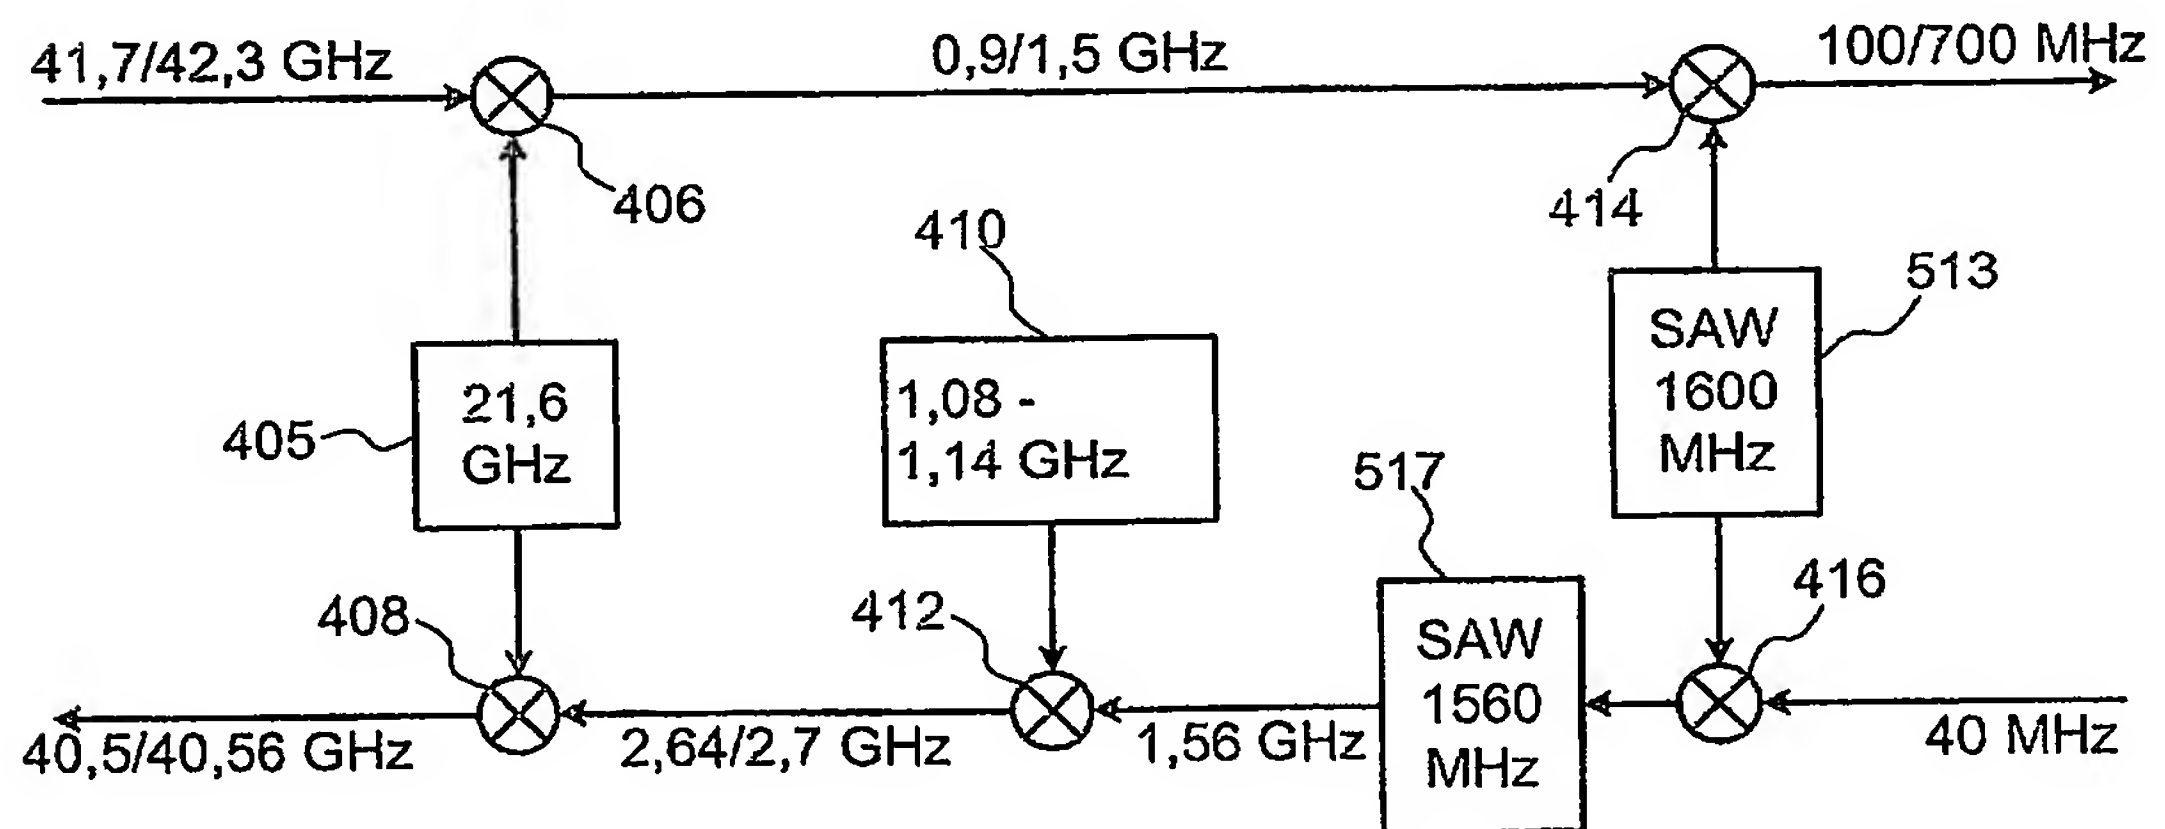 41,7/42,3 GHz
0,9/1,5 GHz
100/700 MHz
406
414
410
513
SAW
1600
MHz
21,6
GHz
405
1,08 -
1,14 GHz
517
416
408
412
SAW
1560
MHz
40,5/40,56 GHz
2,64/2,7 GHz
1,56 GHz
40 MHz